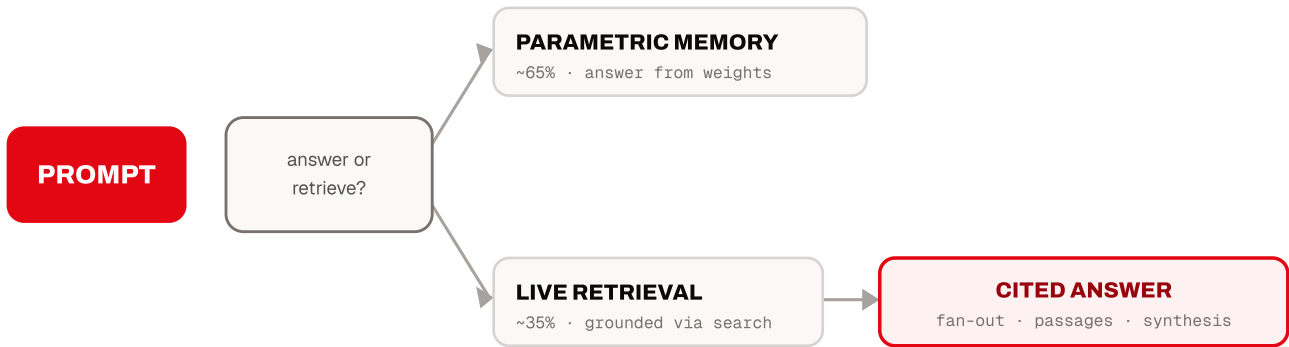 PROMPT
answer or
retrieve?
PARAMETRIC MEMORY
~65% · answer from weights
LIVE RETRIEVAL
~35% · grounded via search
CITED ANSWER
fan-out · passages · synthesis